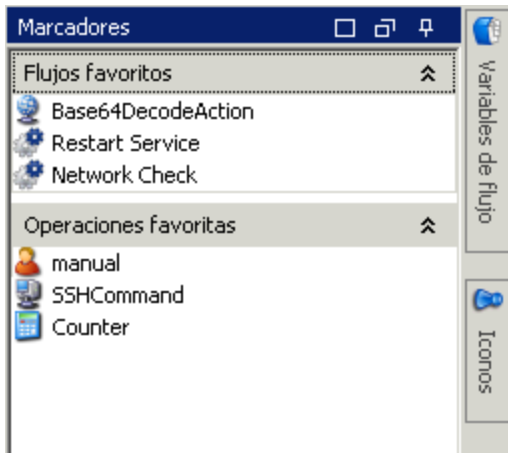 Marcadores
Flujos favoritos
Base64DecodeAction
Restart Service
Network Check
Operaciones favoritas
manual
SSHCommand
Counter
Variables de flujo
Iconos